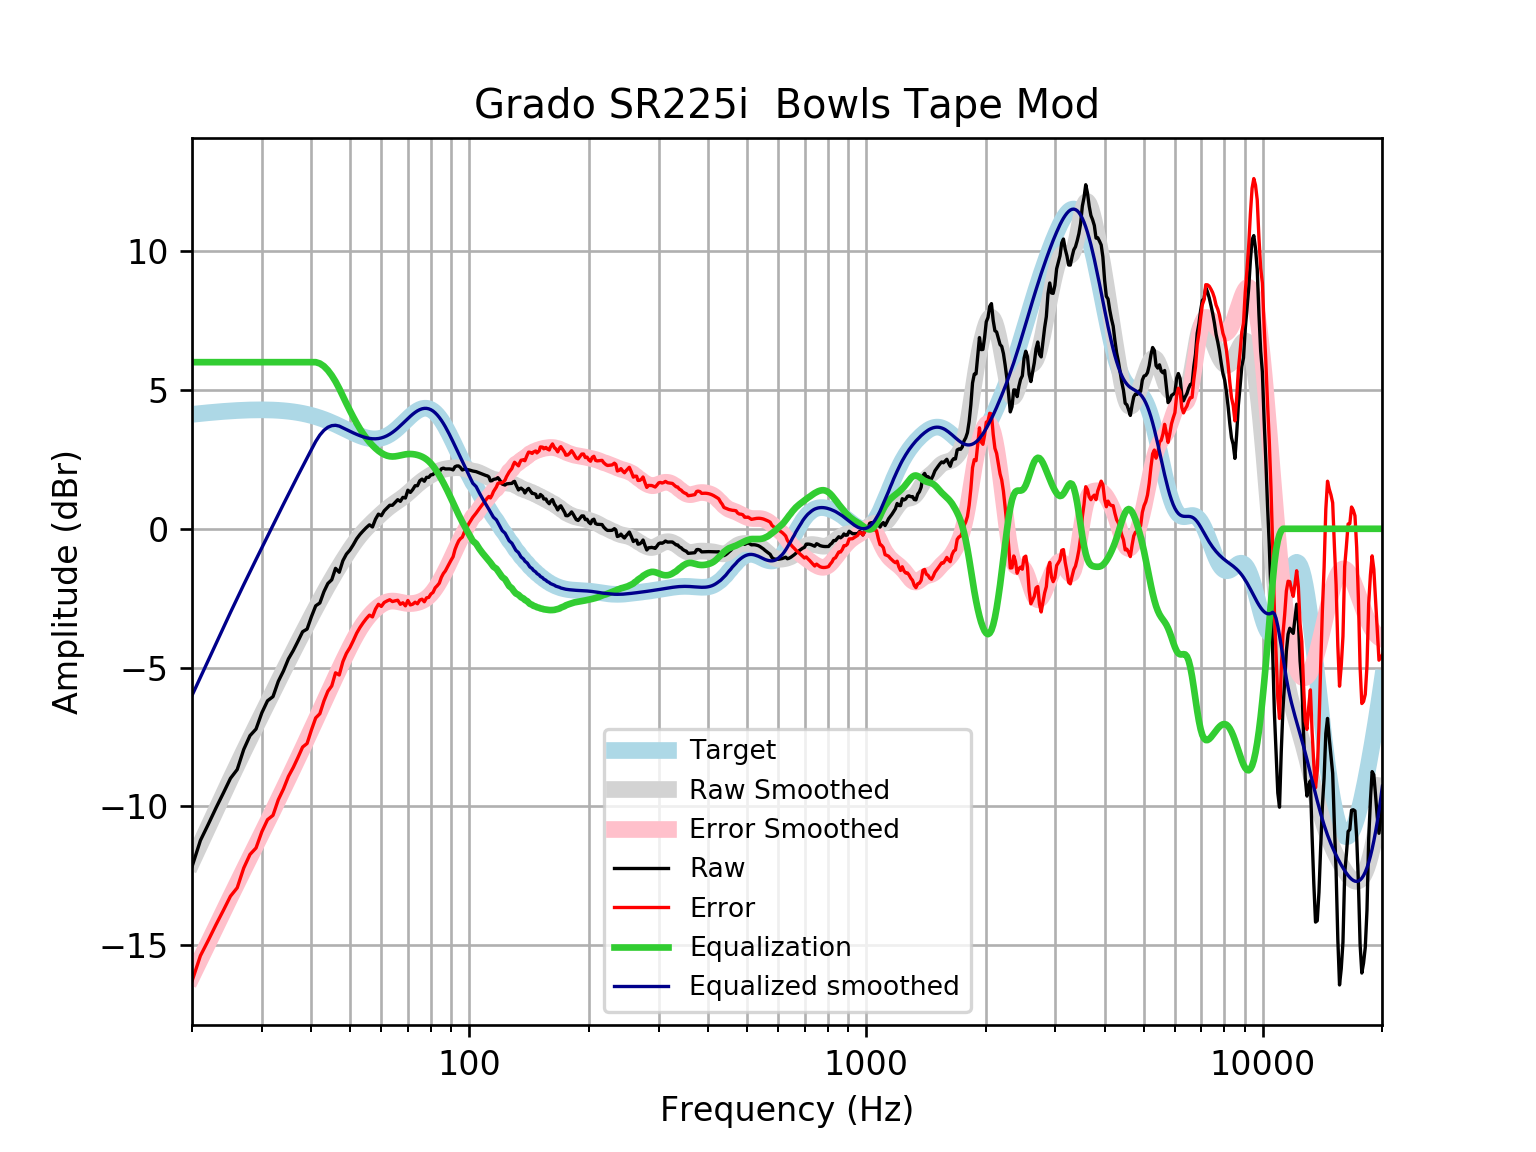 Grado SR225i  Bowls Tape Mod
Amplitude (dBr)
10
5
0
−5
−10
−15
Target
Raw Smoothed
Error Smoothed
Raw
Error
Equalization
Equalized smoothed
100 1000 10000
Frequency (Hz)